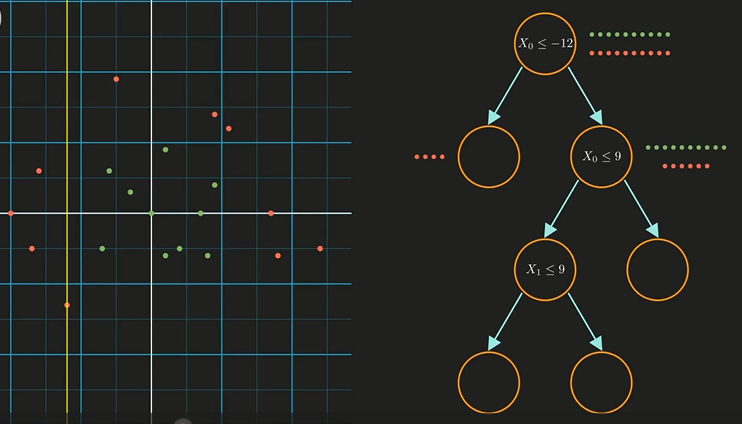 X₀ ≤ −12
X₀ ≤ 9
X₁ ≤ 9